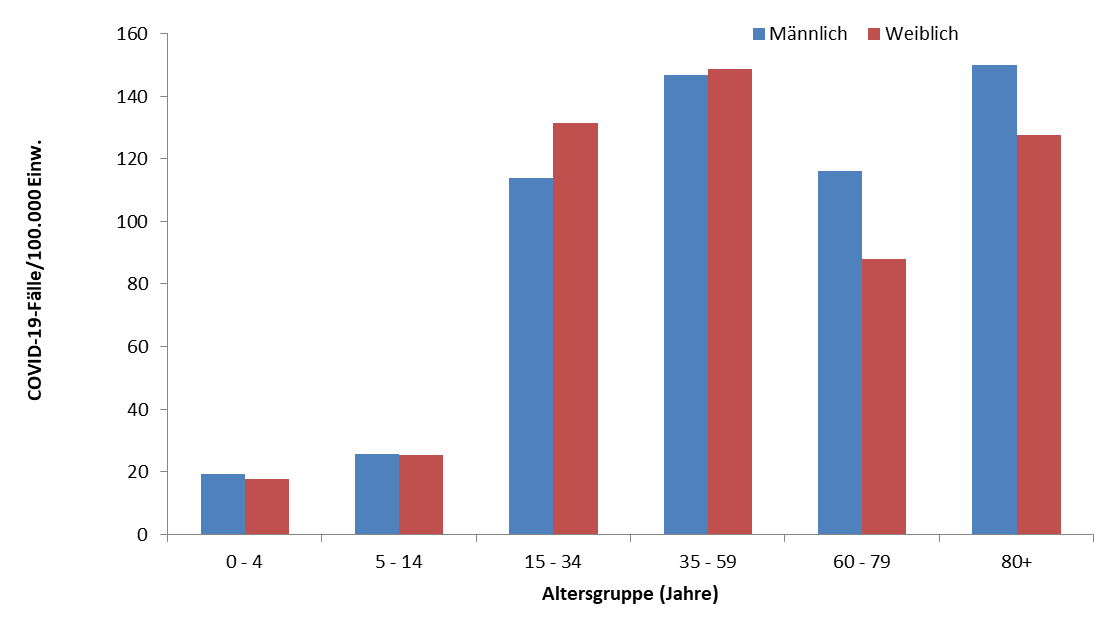 Männlich Weiblich
COVID-19-Fälle/100.000 Einw.
160
140
120
100
80
60
40
20
0
0 - 4 5 - 14 15 - 34 35 - 59 60 - 79 80+
Altersgruppe (Jahre)